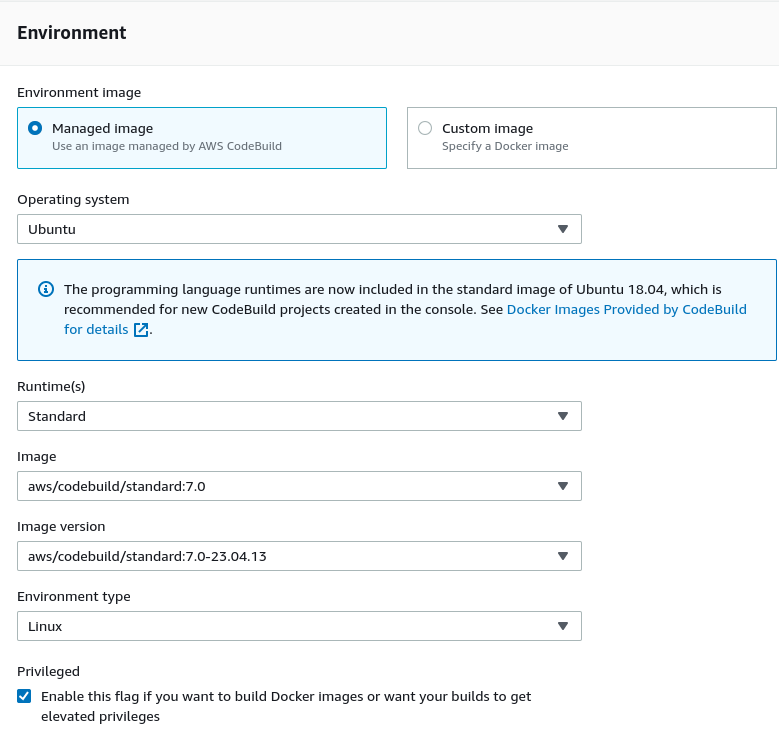 Environment
Environment image
Managed image
Use an image managed by AWS CodeBuild
Custom image
Specify a Docker image
Operating system
Ubuntu
The programming language runtimes are now included in the standard image of Ubuntu 18.04, which is
recommended for new CodeBuild projects created in the console. See Docker Images Provided by CodeBuild
for details.
Runtime(s)
Standard
Image
aws/codebuild/standard:7.0
Image version
aws/codebuild/standard:7.0-23.04.13
Environment type
Linux
Privileged
Enable this flag if you want to build Docker images or want your builds to get
elevated privileges